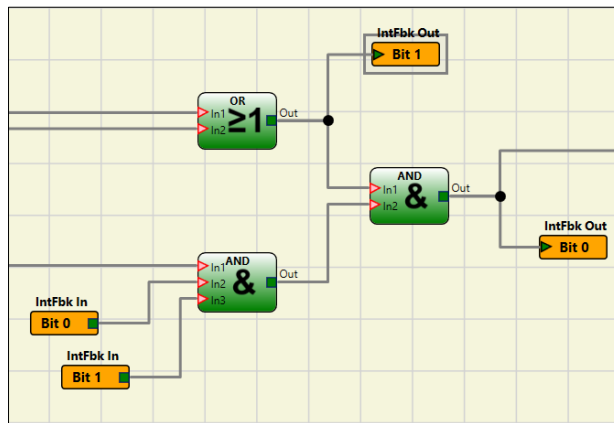 IntFbk Out
Bit 1
OR
In1
In2
≥1
Out
AND
In1
In2
&
Out
IntFbk Out
Bit 0
AND
In1
In2
In3
&
Out
IntFbk In
Bit 0
IntFbk In
Bit 1